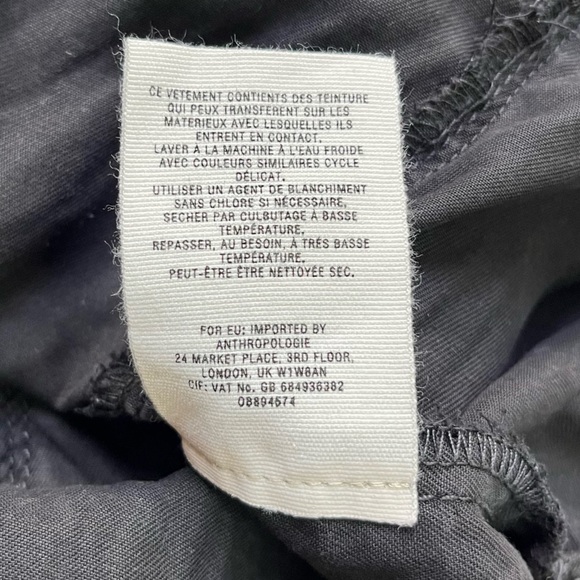 CE VETEMENT CONTIENTS DES TEINTURE
QUI PEUX TRANSFERENT SUR LES
MATERIEUX AVEC LESQUELLES ILS
ENTRENT EN CONTACT.
LAVER À LA MACHINE À L'EAU FROIDE
AVEC COULEURS SIMILAIRES CYCLE
DÉLICAT.
UTILISER UN AGENT DE BLANCHIMENT
SANS CHLORE SI NÉCESSAIRE.
SECHER PAR CULBUTAGE À BASSE
TEMPÉRATURE.
REPASSER, AU BESOIN, À TRÈS BASSE
TEMPÉRATURE.
PEUT-ÊTRE ÊTRE NETTOYÉE SEC.
FOR EU: IMPORTED BY
ANTHROPOLOGIE
24 MARKET PLACE, 3RD FLOOR,
LONDON, UK W1W8AN
CIF: VAT No. GB 684936382
08894574